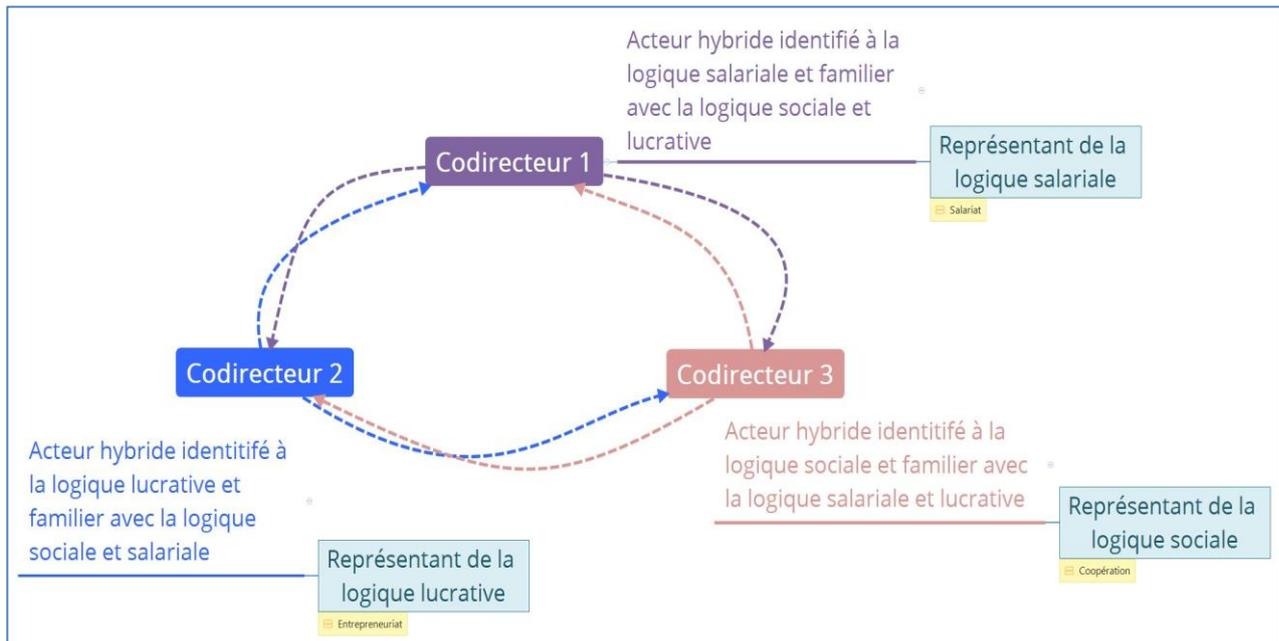 Acteur hybride identifié à la
logique salariale et familier
avec la logique sociale et
lucrative
Codirecteur 1
Représentant de la
logique salariale
Salariat
Codirecteur 2
Codirecteur 3
Acteur hybride identitifé à
la logique lucrative et
familier avec la logique
sociale et salariale
Représentant de la
logique lucrative
Entrepreneuriat
Acteur hybride identitifé à la
logique sociale et familier avec
la logique salariale et lucrative
Représentant de la
logique sociale
Coopération